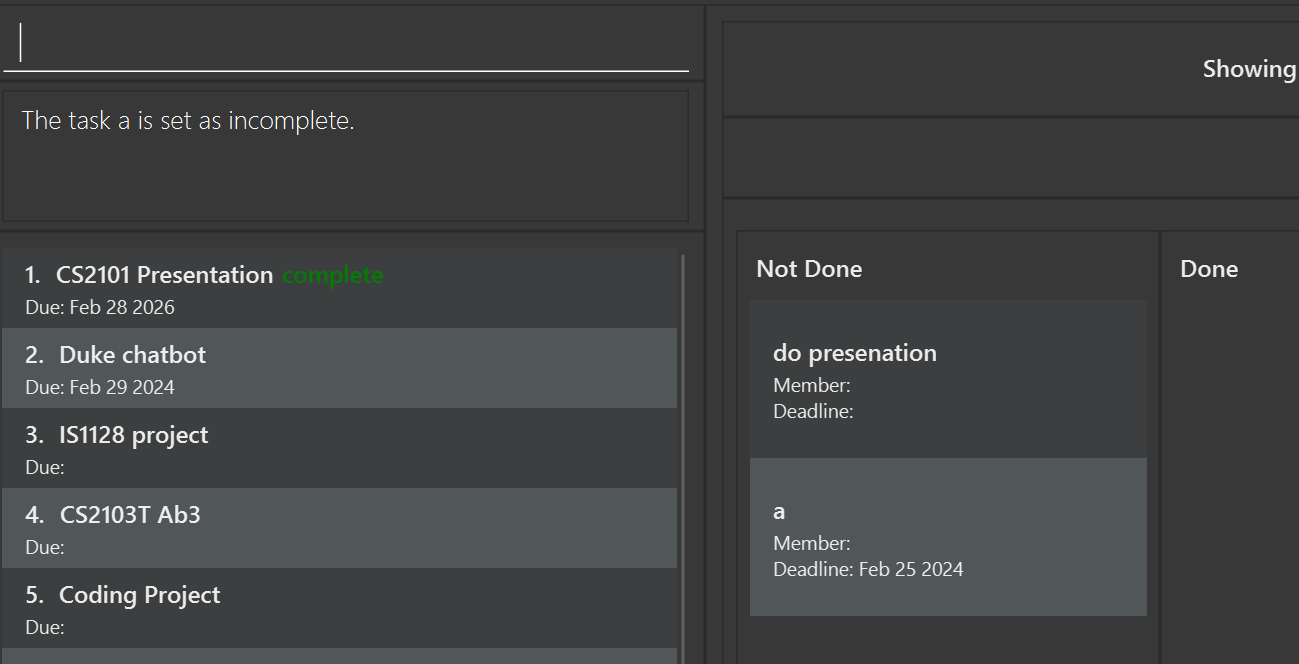 The task a is set as incomplete.
1. CS2101 Presentation complete
Due: Feb 28 2026
2. Duke chatbot
Due: Feb 29 2024
3. IS1128 project
Due:
4. CS2103T Ab3
Due:
5. Coding Project
Due:
Showing
Not Done
do presenation
Member:
Deadline:
a
Member:
Deadline: Feb 25 2024
Done